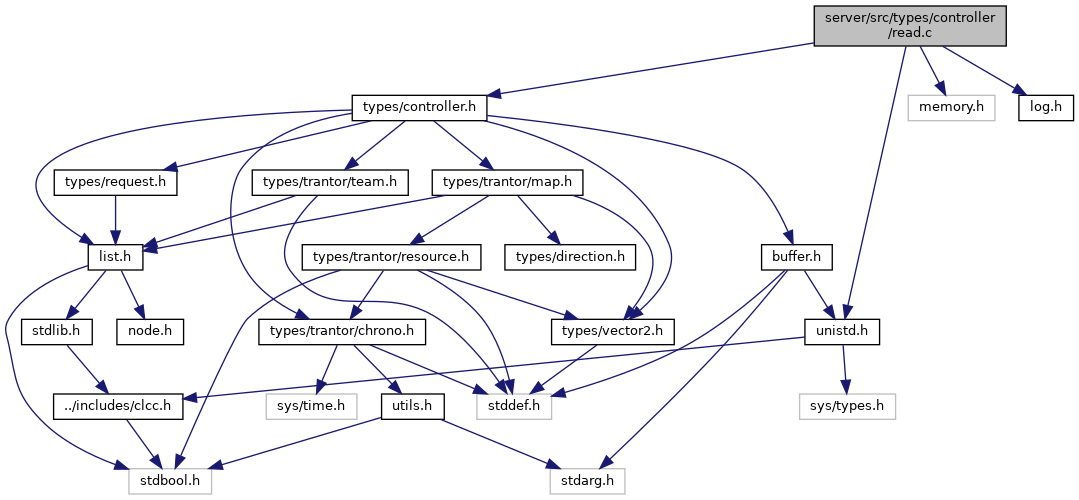 server/src/types/controller
/read.c
types/controller.h
memory.h
log.h
types/request.h
types/trantor/team.h
types/trantor/map.h
list.h
types/trantor/resource.h
types/direction.h
buffer.h
stdlib.h
node.h
types/trantor/chrono.h
types/vector2.h
unistd.h
../includes/clcc.h
sys/time.h
utils.h
stddef.h
sys/types.h
stdbool.h
stdarg.h